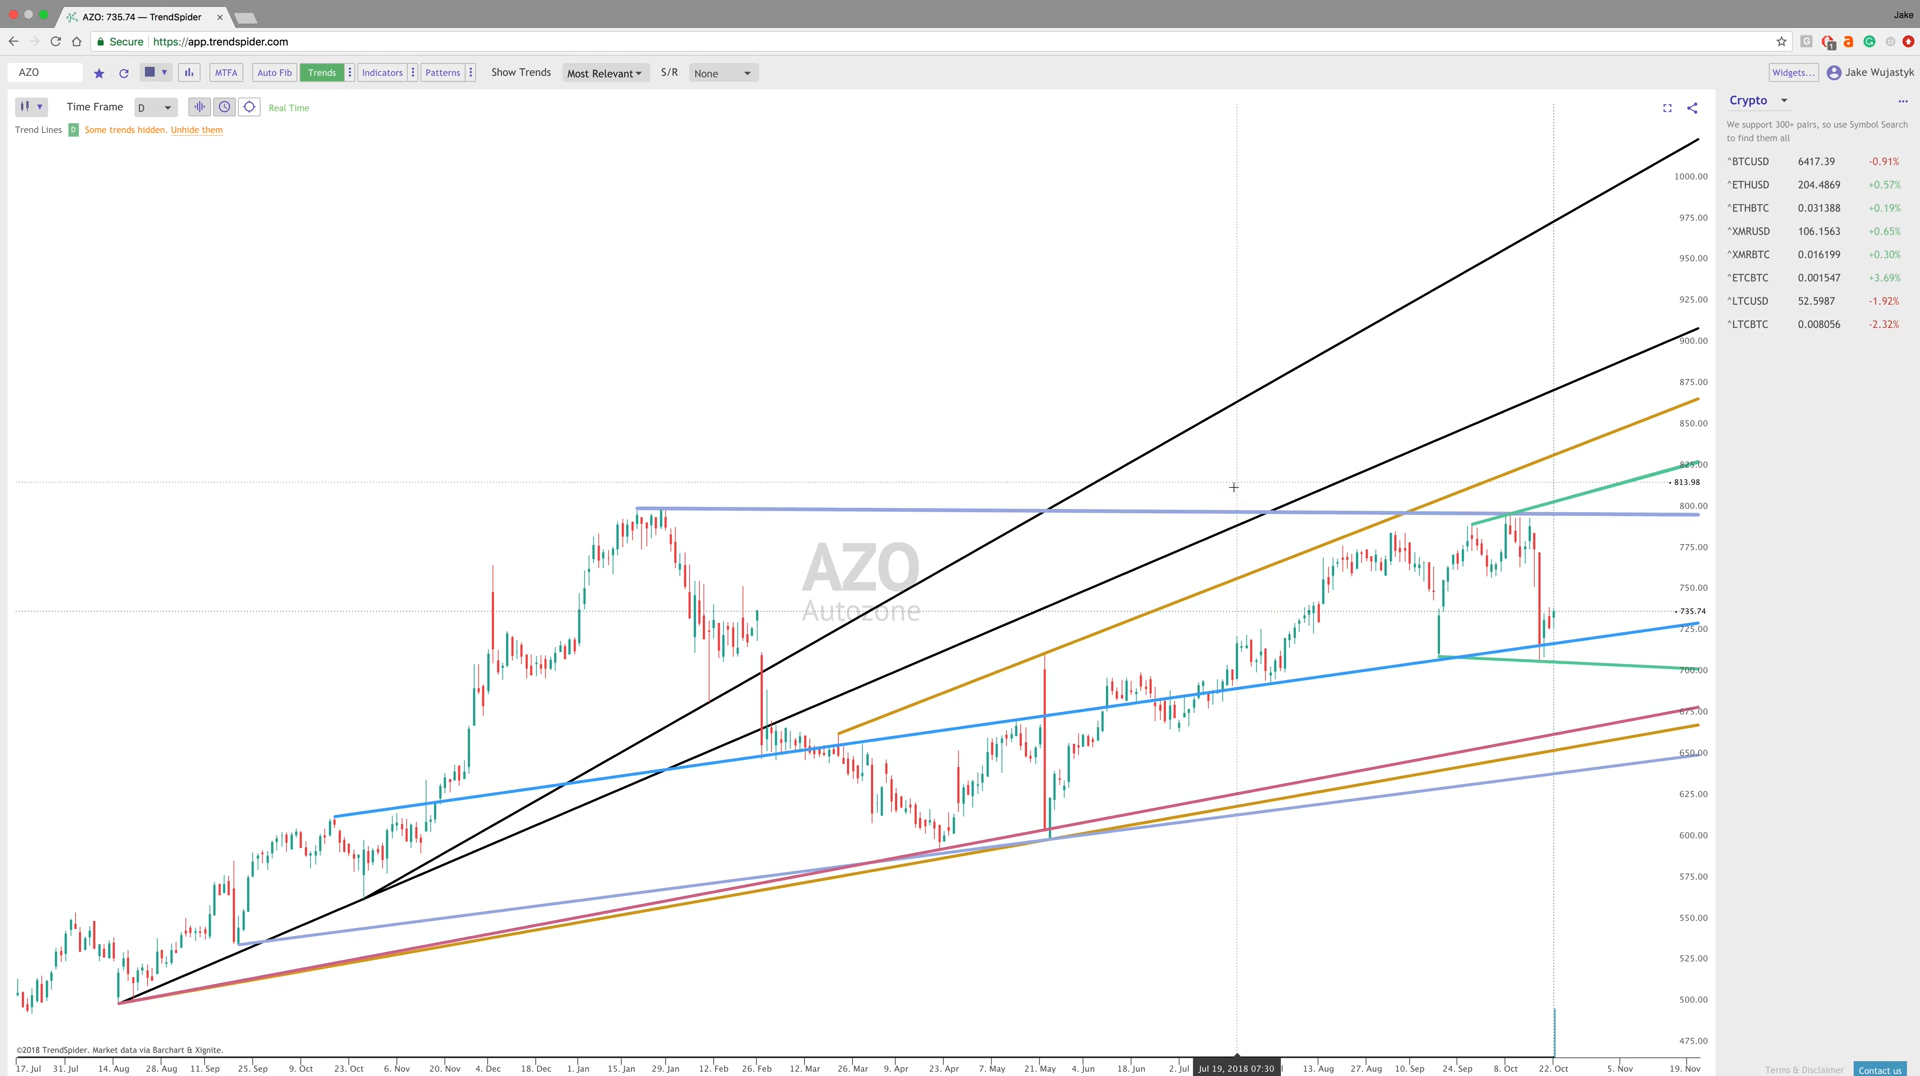 AZO: 735.74 — TrendSpider
Jake
Secure https://app.trendspider.com
AZO MTFA Auto Fib Trends Indicators Patterns Show Trends Most Relevant S/R None Widgets... Jake Wujastyk
Time Frame D Real Time
Trend Lines D Some trends hidden. Unhide them
Crypto
We support 300+ pairs, so use Symbol Search
to find them all
^BTCUSD 6417.39 -0.91%
^ETHUSD 204.4869 +0.57%
^ETHBTC 0.031388 +0.19%
^XMRUSD 106.1563 +0.65%
^XMRBTC 0.016199 +0.30%
^ETCBTC 0.001547 +3.69%
^LTCUSD 52.5987 -1.92%
^LTCBTC 0.008056 -2.32%
AZO
Autozone
1000.00
975.00
950.00
925.00
900.00
875.00
850.00
825.00
813.98
800.00
775.00
750.00
735.74
725.00
700.00
675.00
650.00
625.00
600.00
575.00
550.00
525.00
500.00
475.00
©2018 TrendSpider. Market data via Barchart & Xignite.
17. Jul 31. Jul 14. Aug 28. Aug 11. Sep 25. Sep 9. Oct 23. Oct 6. Nov 20. Nov 4. Dec 18. Dec 1. Jan 15. Jan 29. Jan 12. Feb 26. Feb 12. Mar 26. Mar 9. Apr 23. Apr 7. May 21. May 4. Jun 18. Jun 2. Jul Jul 19, 2018 07:30 13. Aug 27. Aug 10. Sep 24. Sep 8. Oct 22. Oct 5. Nov 19. Nov
Terms & Disclaimer Contact us